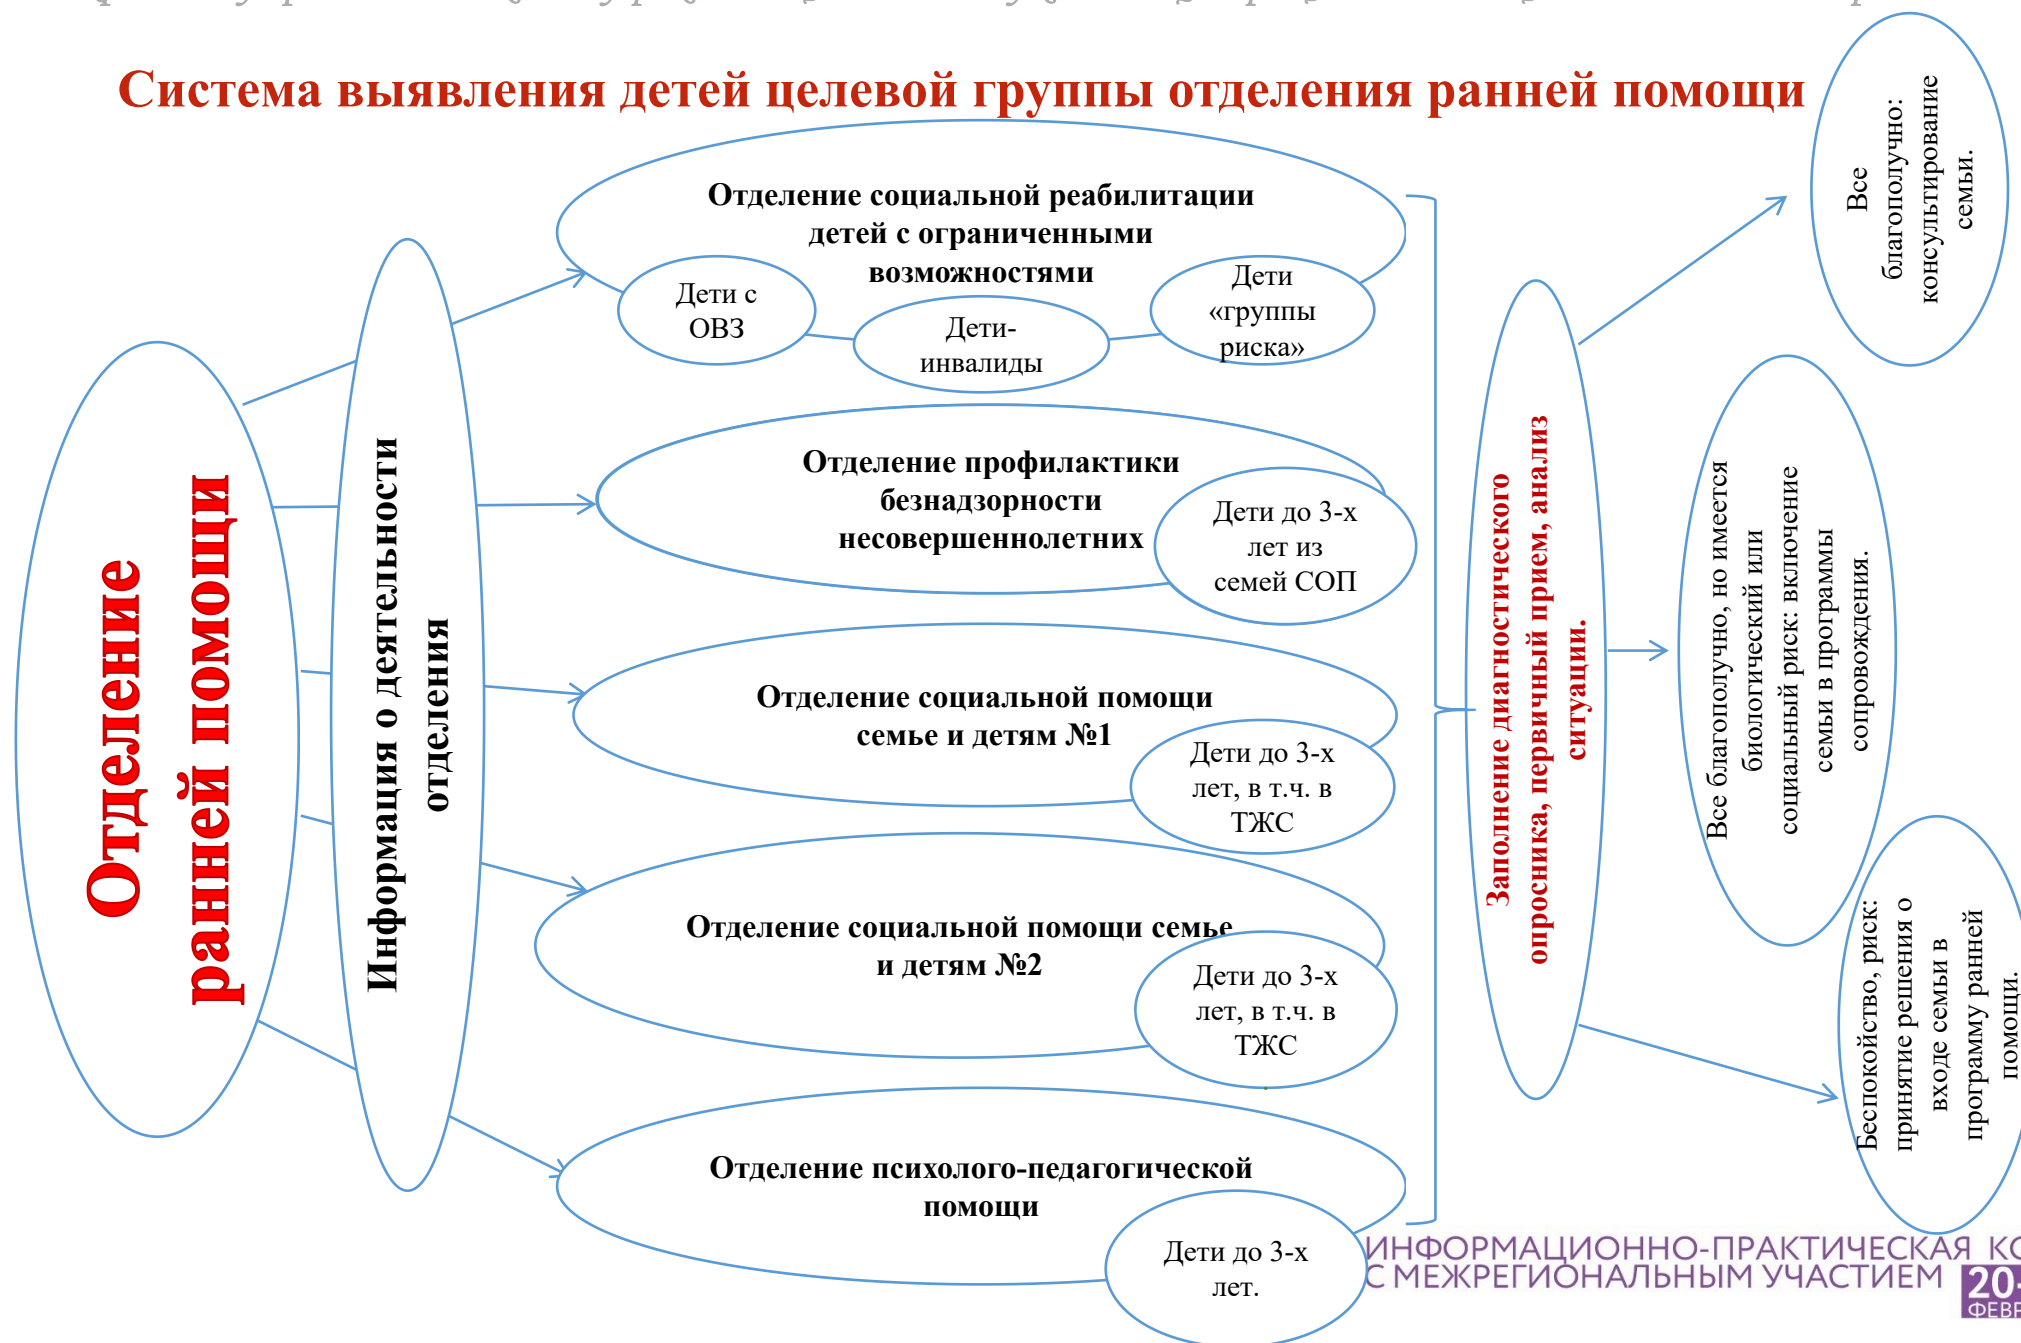 Система выявления детей целевой группы отделения ранней помощи
Отделение
ранней помощи
Информация о деятельности
отделения
Отделение социальной реабилитации
детей с ограниченными
возможностями
Дети с
ОВЗ
Дети-
инвалиды
Дети
«группы
риска»
Отделение профилактики
безнадзорности
несовершеннолетних
Дети до 3-х
лет из
семей СОП
Отделение социальной помощи
семье и детям №1
Дети до 3-х
лет, в т.ч. в
ТЖС
Отделение социальной помощи семье
и детям №2
Дети до 3-х
лет, в т.ч. в
ТЖС
Отделение психолого-педагогической
помощи
Дети до 3-х
лет.
Заполнение диагностического
опросника, первичный прием, анализ
ситуации.
Все
благополучно:
консультирование
семьи.
Все благополучно, но имеется
биологический или
социальный риск: включение
семьи в программы
сопровождения.
Беспокойство, риск:
принятие решения о
входе семьи в
программу ранней
помощи.
ИНФОРМАЦИОННО-ПРАКТИЧЕСКАЯ
С МЕЖРЕГИОНАЛЬНЫМ УЧАСТИЕМ
20